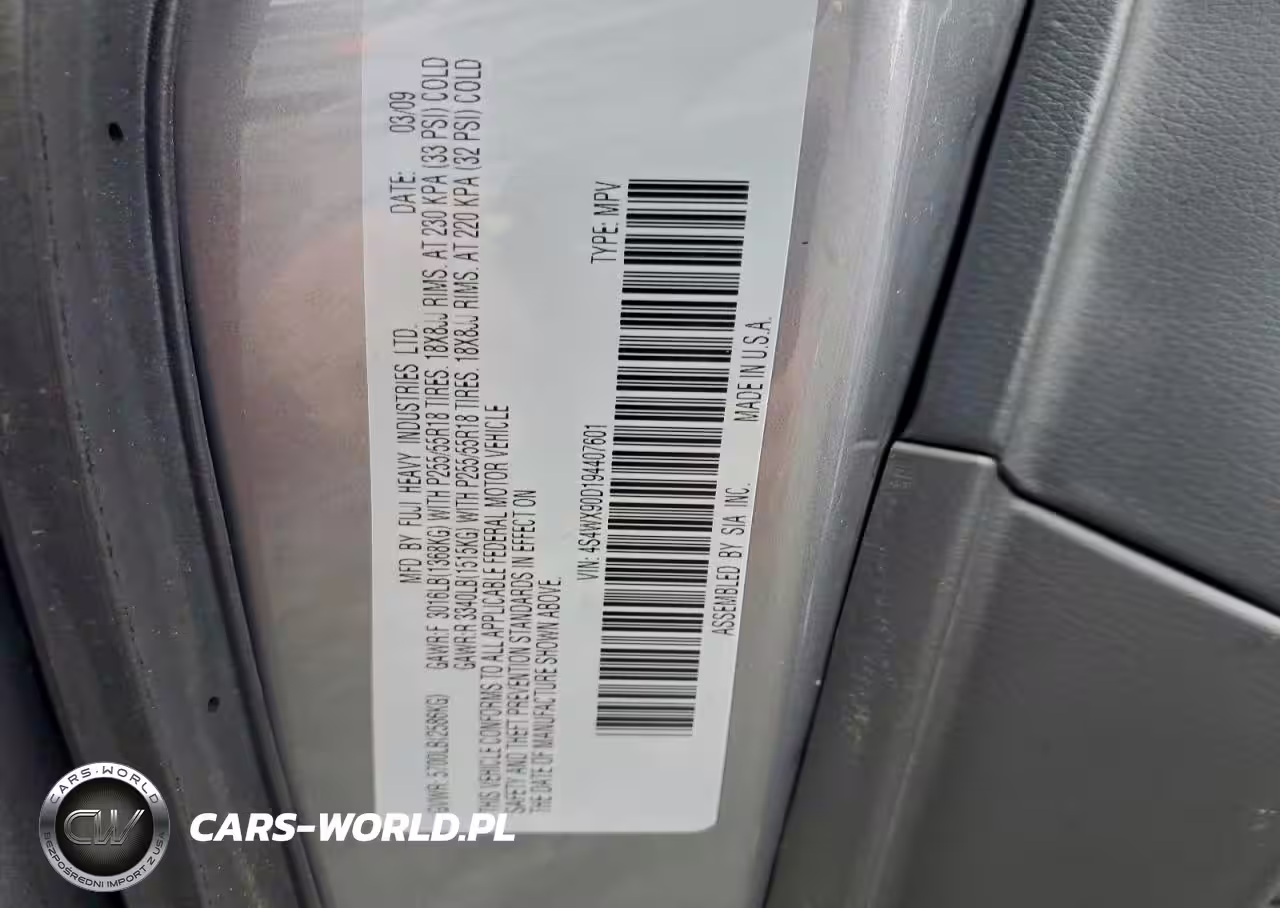 MFD BY FUJI HEAVY INDUSTRIES LTD. DATE: 03/09
GVWR: 5700LB(2586KG) GAWR:F 3016LB(1368KG) WITH P255/55R18 TIRES. 18X8JJ RIMS. AT 230 KPA (33 PSI) COLD
GAWR:R 3340LB(1515KG) WITH P255/55R18 TIRES. 18X8JJ RIMS. AT 220 KPA (32 PSI) COLD
THIS VEHICLE CONFORMS TO ALL APPLICABLE FEDERAL MOTOR VEHICLE
SAFETY AND THEFT PREVENTION STANDARDS IN EFFECT ON
THE DATE OF MANUFACTURE SHOWN ABOVE.
VIN: 4S4WX90D194407601 TYPE: MPV
ASSEMBLED BY SIA INC. MADE IN U.S.A.
CARS-WORLD
CW
BEZPOŚREDNI IMPORT Z USA
CARS-WORLD.PL